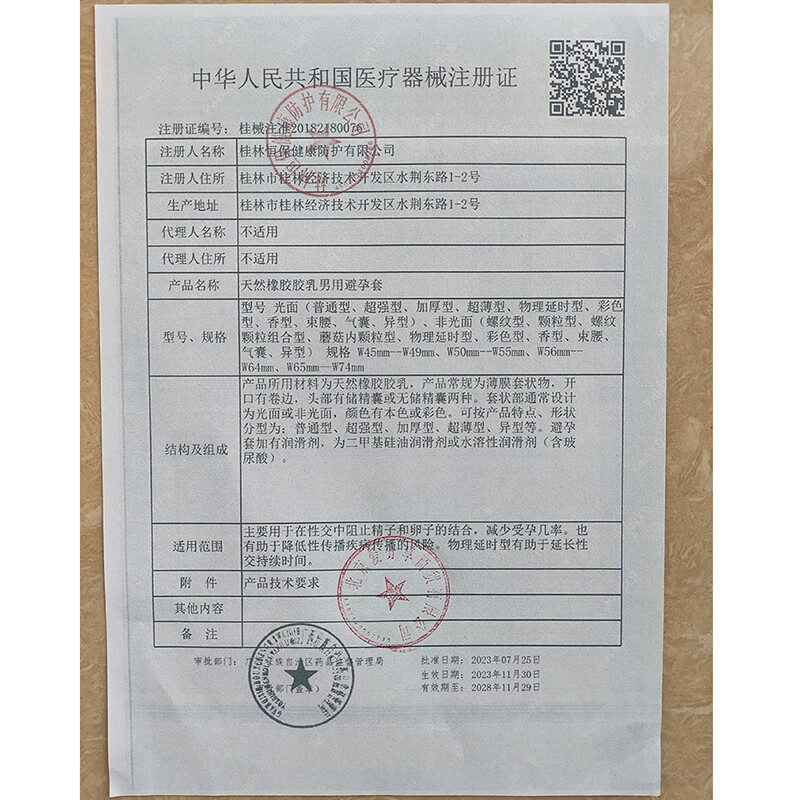 中华人民共和国医疗器械注册证
注册证编号：桂械注准20182180076
注册人名称 桂林恒保健康防护有限公司
注册人住所 桂林市桂林经济技术开发区水荆东路1-2号
生产地址 桂林市桂林经济技术开发区水荆东路1-2号
代理人名称 不适用
代理人住所 不适用
产品名称 天然橡胶胶乳男用避孕套
型号、规格
型号 光面（普通型、超强型、加厚型、超薄型、物理延时型、彩色
型、香型、束腰、气囊、异型）、非光面（螺纹型、颗粒型、螺纹
颗粒组合型、蘑菇内颗粒型、物理延时型、彩色型、香型、束腰、
气囊、异型） 规格 W45mm--W49mm、W50mm--W55mm、W56mm--
W64mm、W65mm--W74mm
结构及组成
产品所用材料为天然橡胶胶乳，产品常规为薄膜套状物，开
口有卷边，头部有储精囊或无储精囊两种。套状部通常设计
为光面或非光面，颜色有本色或彩色。可按产品特点、形状
分型为：普通型、超强型、加厚型、超薄型、异型等。避孕
套加有润滑剂，为二甲基硅油润滑剂或水溶性润滑剂（含玻
尿酸）。
适用范围
主要用于在性交中阻止精子和卵子的结合，减少受孕几率。也
有助于降低性传播疾病传播的风险。物理延时型有助于延长性
交持续时间。
附 件 产品技术要求
其他内容
备 注
审批部门：广西壮族自治区药品监督管理局
批准日期：2023年07月25日
生效日期：2023年11月30日
有效期至：2028年11月29日